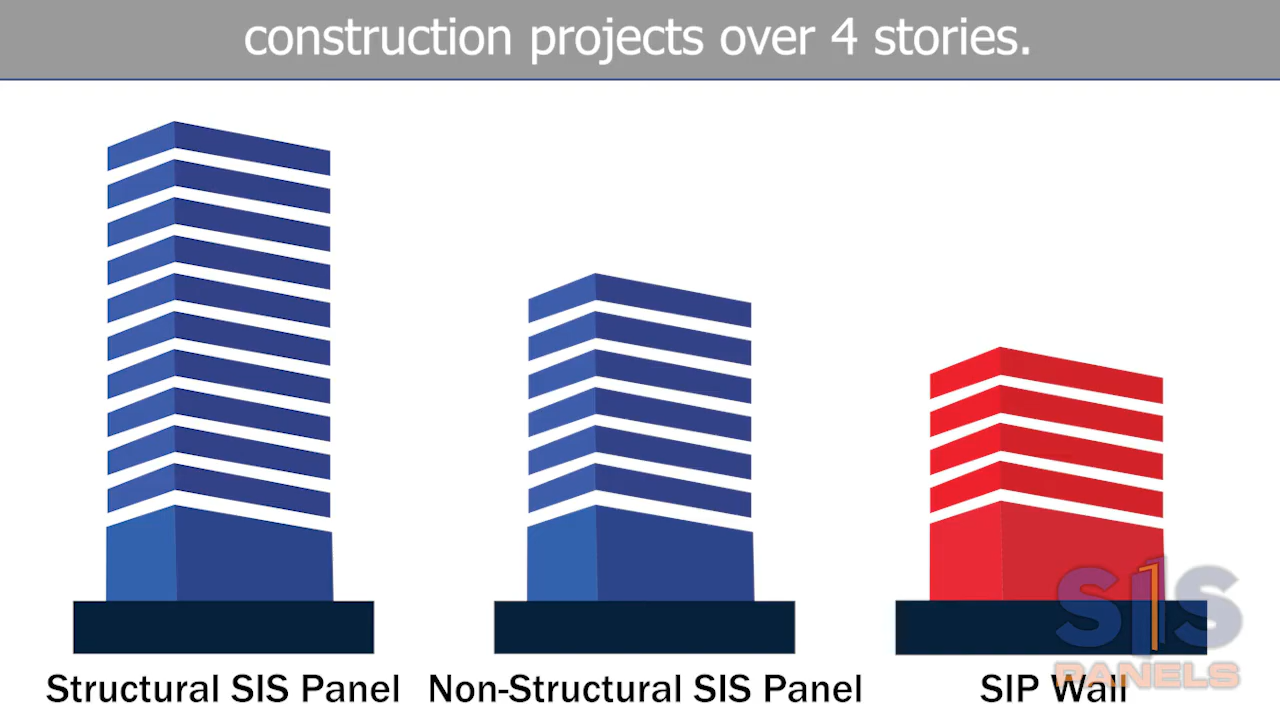 construction projects over 4 stories.
Structural SIS Panel
Non-Structural SIS Panel
SIP Wall
SIS
PANELS